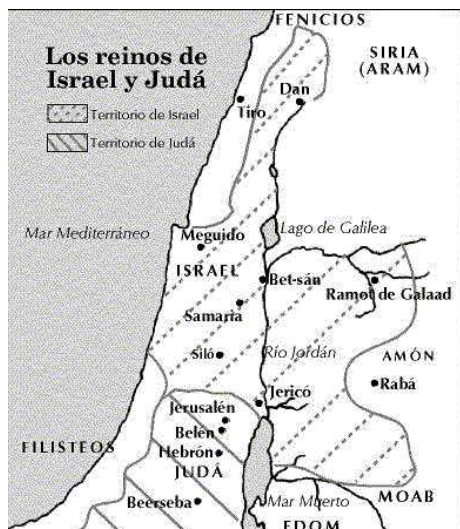 FENICIOS
Los reinos de
Israel y Judá
SIRIA
(ARAM)
Territorio de Israel
Territorio de Judá
Dan
Tiro
Mar Mediterráneo
Lago de Galilea
Meguido
ISRAEL
Bet-sán
Ramot de Galaad
Samaria
Siló
Río Jordán
AMÓN
Rabá
Jericó
Jerusalén
Belén
Hebrón
FILISTEOS
JUDÁ
Beerseba
Mar Muerto
MOAB
EDOM